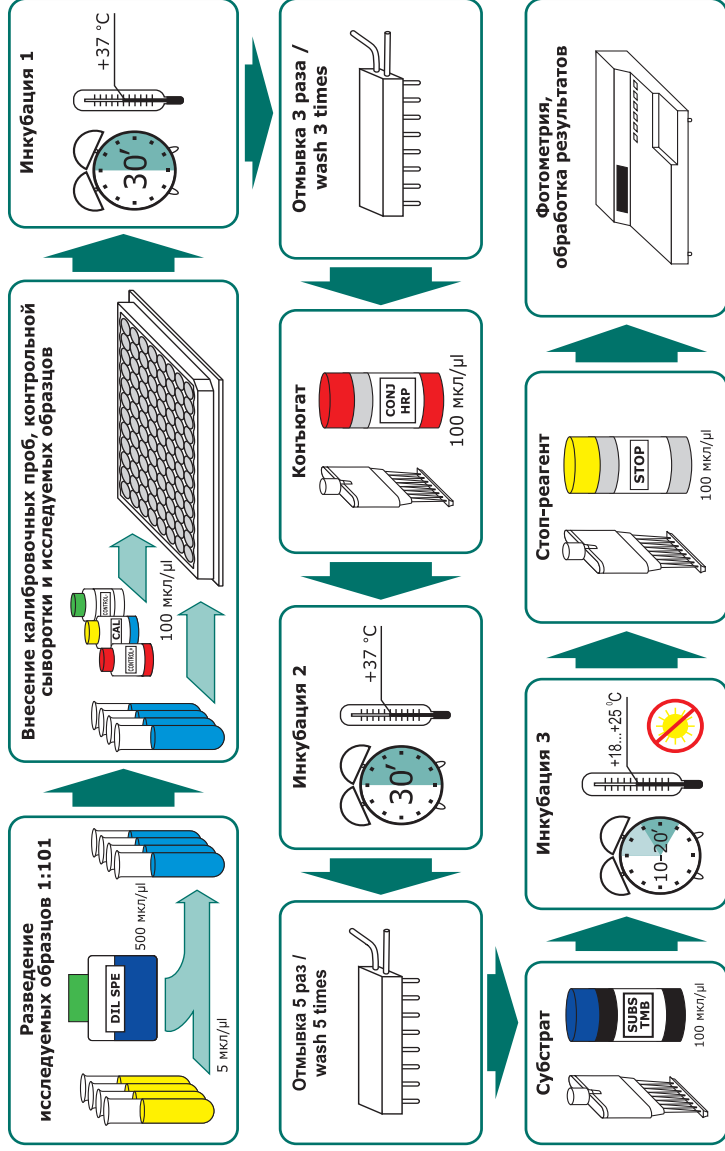 Разведение
исследуемых образцов 1:101
DIL SPE
500 мкл/µl
5 мкл/µl
Внесение калибровочных проб, контрольной
сыворотки и исследуемых образцов
CONTROL+
CAL
CONTROL-
100 мкл/µl
Инкубация 1
30′
+37 °C
Отмывка 3 раза /
wash 3 times
Конъюгат
CONJ
HRP
100 мкл/µl
Инкубация 2
30′
+37 °C
Отмывка 5 раз /
wash 5 times
Субстрат
SUBS
TMB
100 мкл/µl
Инкубация 3
10-20′
+18...+25 ⁰C
Стоп-реагент
STOP
100 мкл/µl
Фотометрия,
обработка результатов